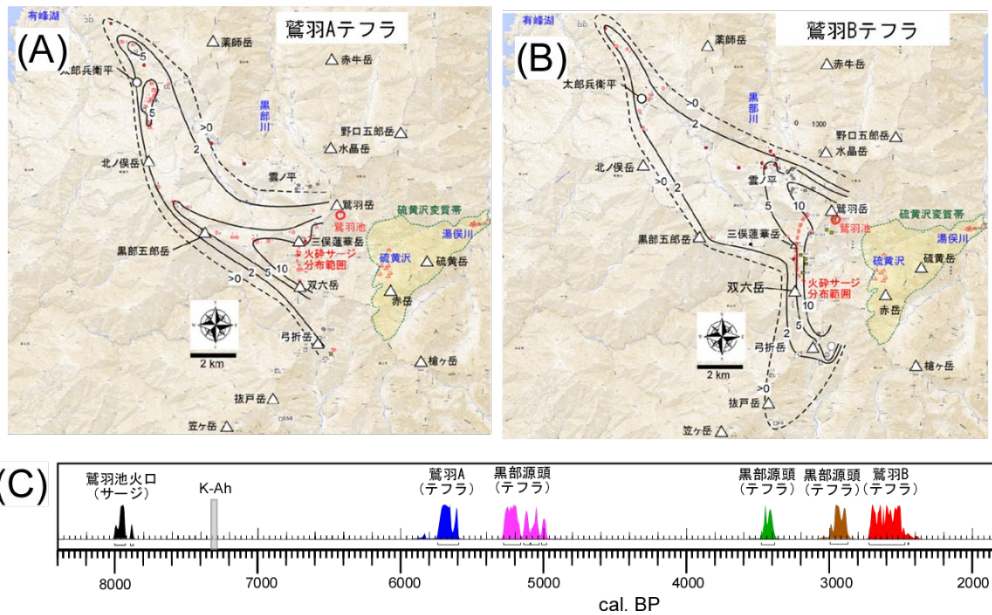 (A)
鷲羽Aテフラ
有峰湖
薬師岳
赤牛岳
5
太郎兵衛平
5
黒部川
>0
2
野口五郎岳
水晶岳
北ノ俣岳
>0
2
雲ノ平
鷲羽岳
鷲羽池
硫黄沢変質帯
湯俣川
黒部五郎岳
三俣蓮華岳
火砕サージ
分布範囲
硫黄沢
硫黄岳
>0
2
5
10
双六岳
赤岳
2 km
弓折岳
槍ヶ岳
抜戸岳
笠ヶ岳
(B)
鷲羽Bテフラ
有峰湖
薬師岳
赤牛岳
太郎兵衛平
>0
2
黒部川
0 1000
野口五郎岳
水晶岳
北ノ俣岳
>0
2
雲ノ平
5
10
鷲羽岳
鷲羽池
硫黄沢変質帯
湯俣川
黒部五郎岳
三俣蓮華岳
硫黄沢
硫黄岳
火砕サージ
分布範囲
双六岳
10
赤岳
2
5
2 km
弓折岳
>0
槍ヶ岳
抜戸岳
笠ヶ岳
(C)
鷲羽池火口
(サージ)
K-Ah
鷲羽A
(テフラ)
黒部源頭
(テフラ)
黒部源頭
(テフラ)
黒部源頭
(テフラ)
鷲羽B
(テフラ)
8000 7000 6000 5000 4000 3000 2000
cal. BP